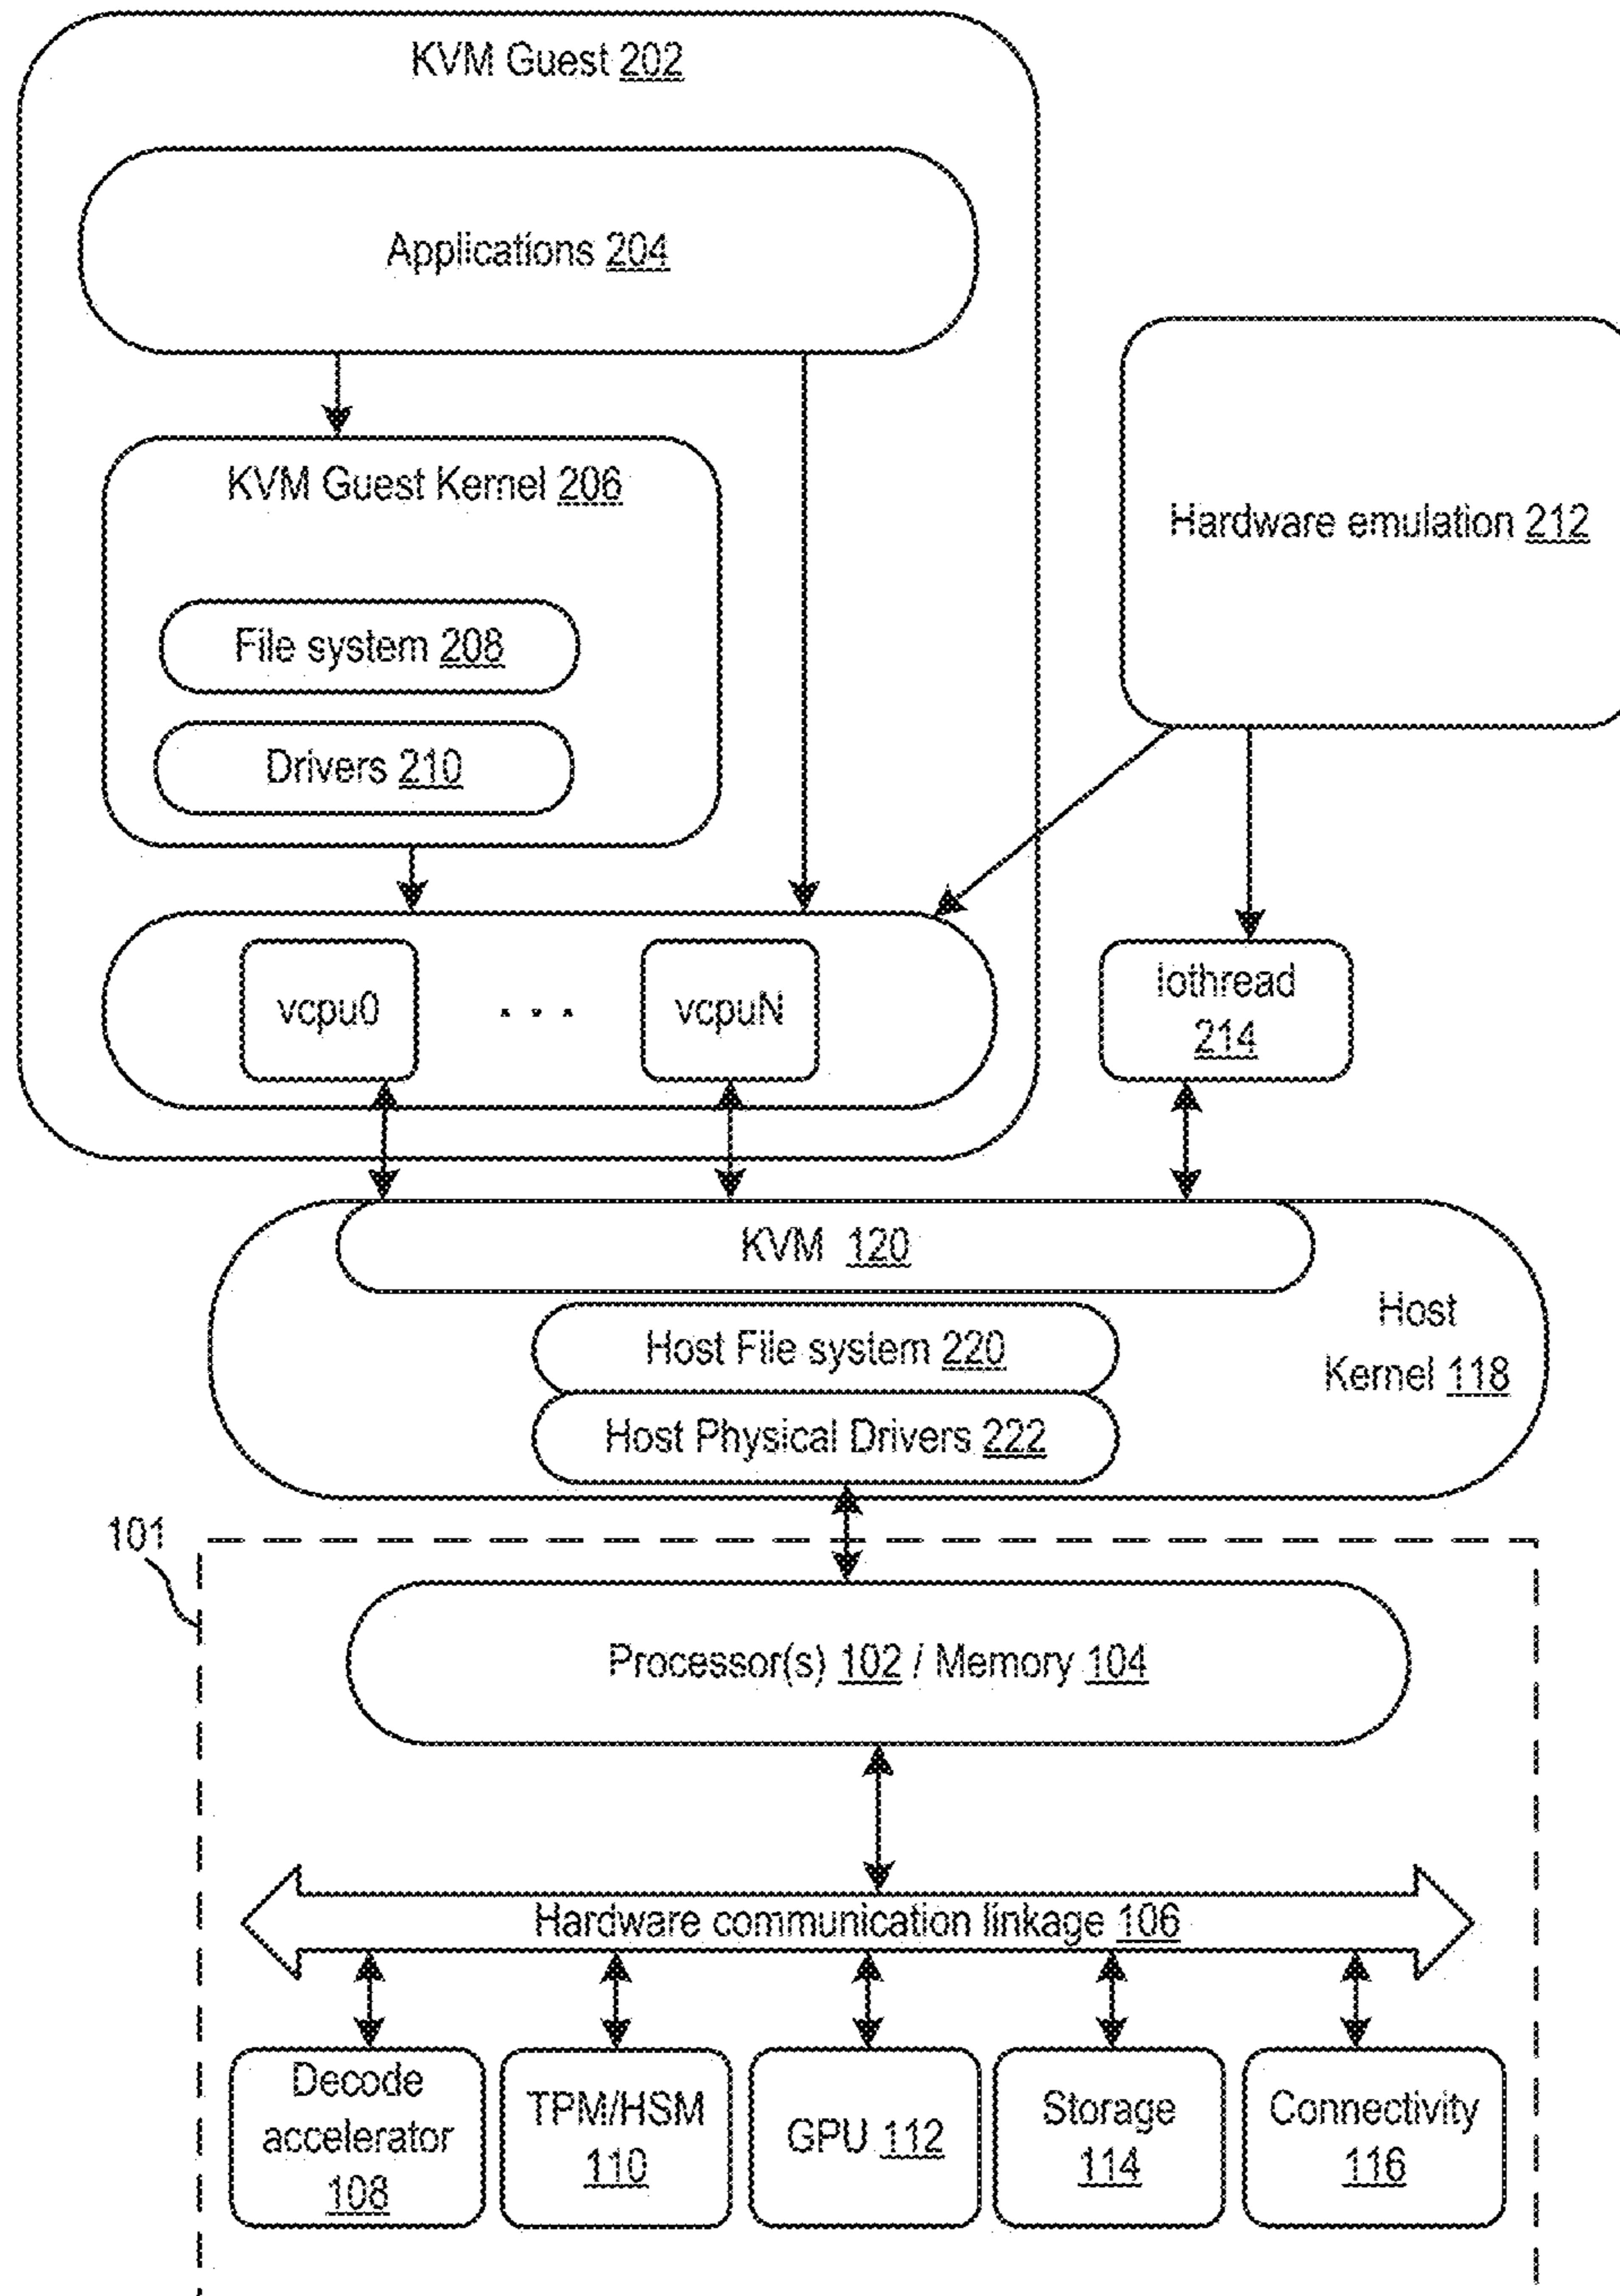 KVM Guest 202
Applications 204
KVM Guest Kernel 206
Hardware emulation 212
File system 208
Drivers 210
vcpu0 . . . vcpuN
Iothread
214
KVM 120
Host File system 220
Host
Kernel 118
Host Physical Drivers 222
101
Processor(s) 102 / Memory 104
Hardware communication linkage 106
Decode
accelerator
108
TPM/HSM
110
GPU 112
Storage
114
Connectivity
116